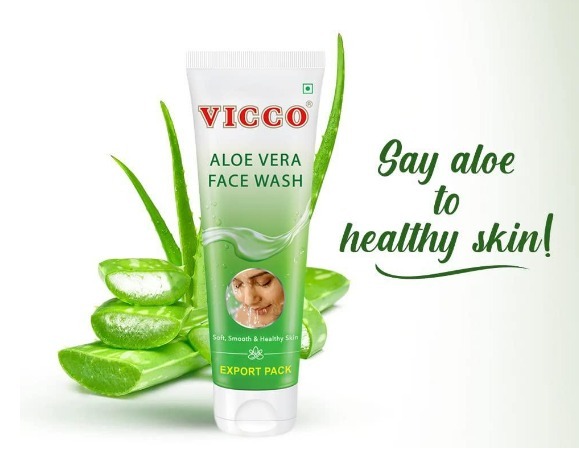 VICCO®
ALOE VERA
FACE WASH
Soft, Smooth & Healthy Skin
EXPORT PACK
Say aloe
to
healthy skin!